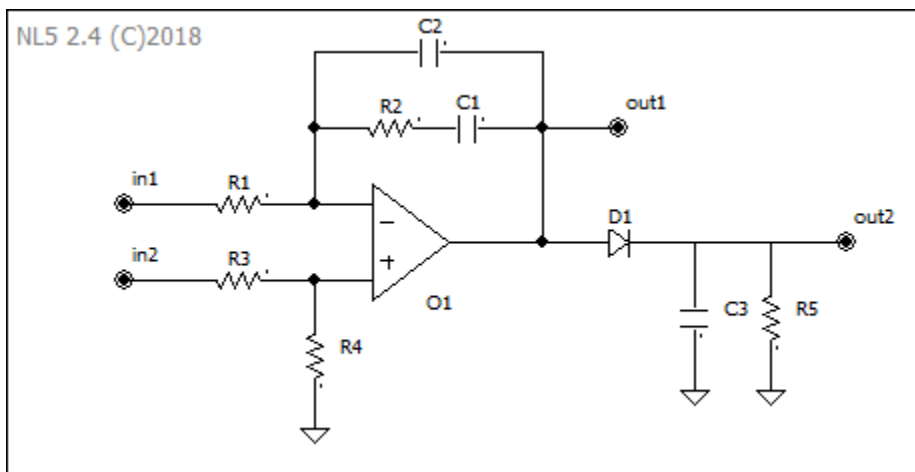 NL5 2.4 (C)2018
C2
R2
C1
out1
in1
R1
D1
out2
in2
R3
−
+
O1
R4
C3
R5